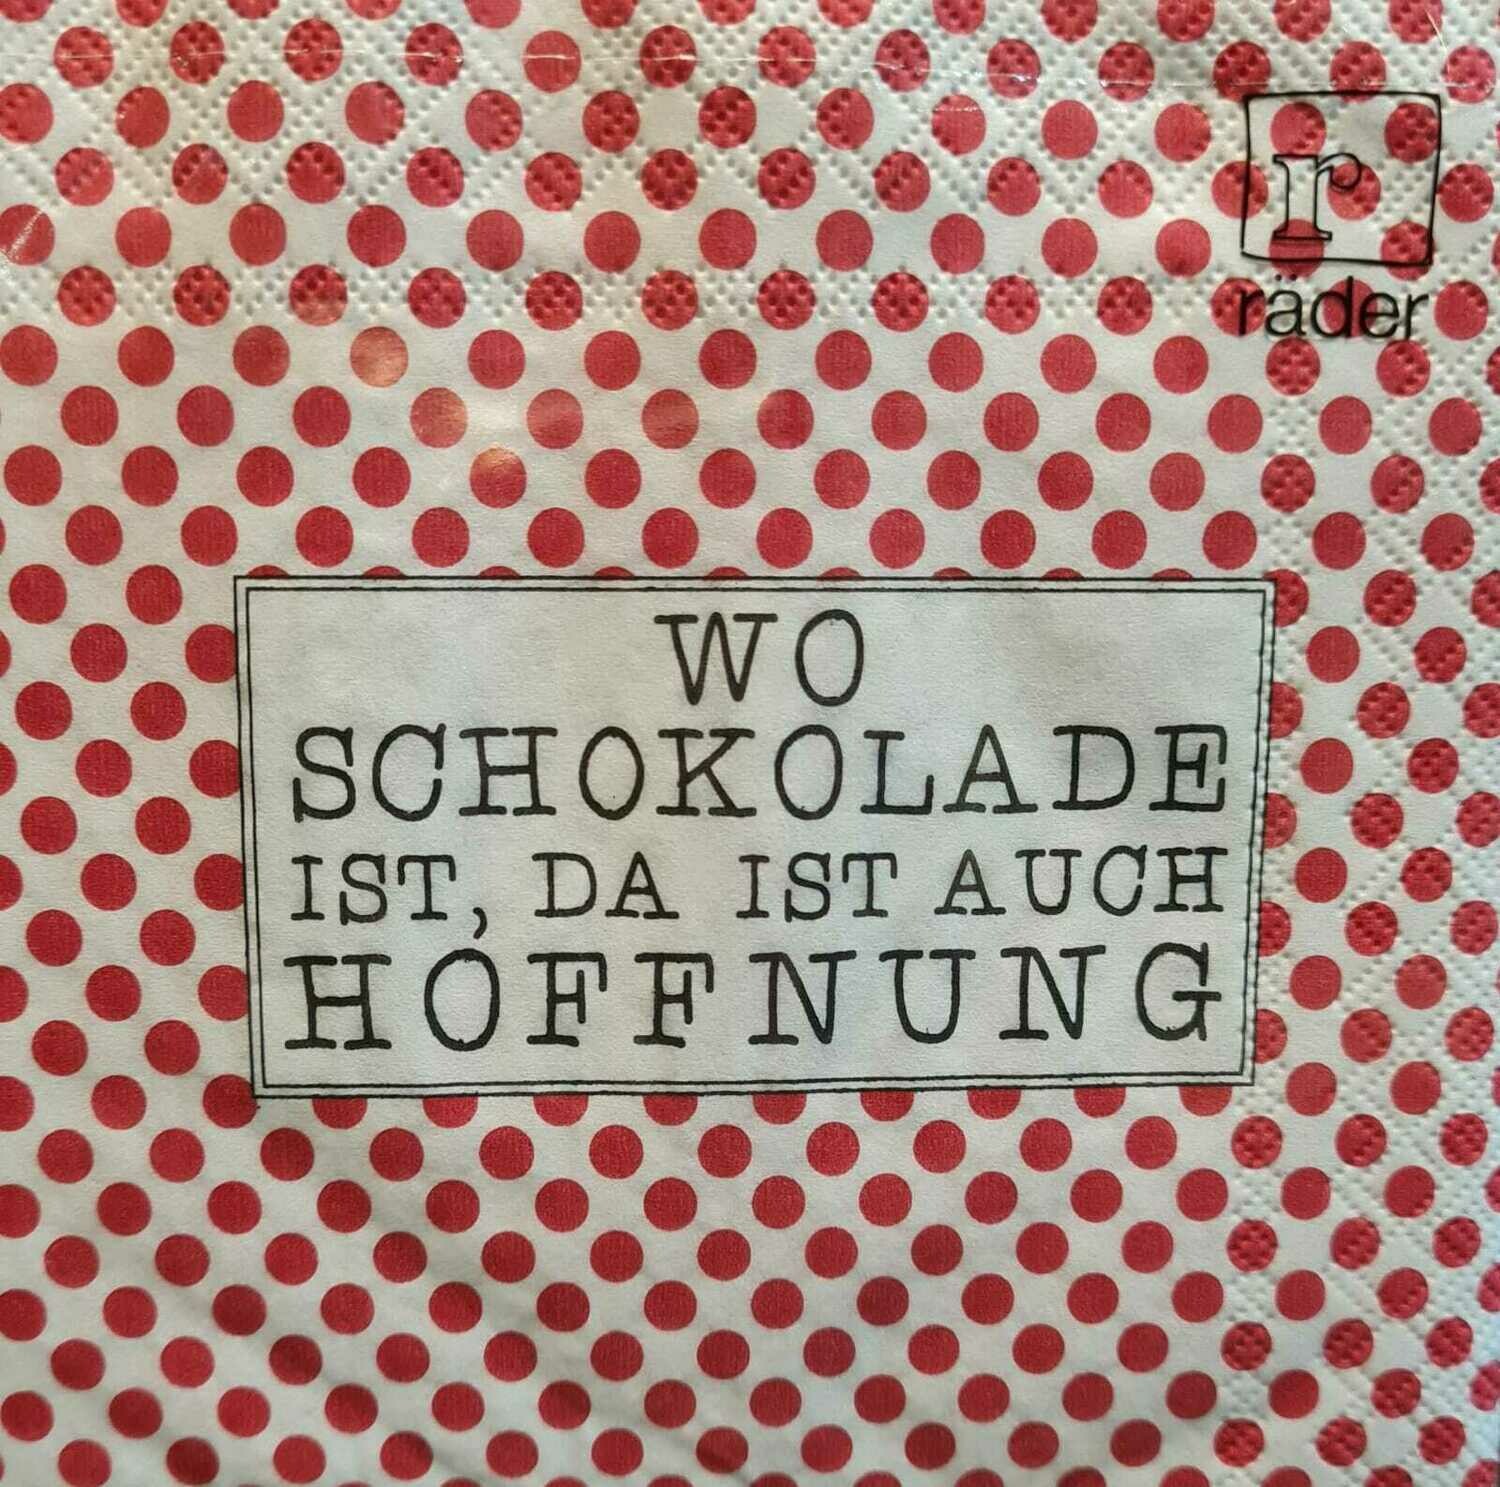 r
räder
WO
SCHOKOLADE
IST, DA IST AUCH
HOFFNUNG